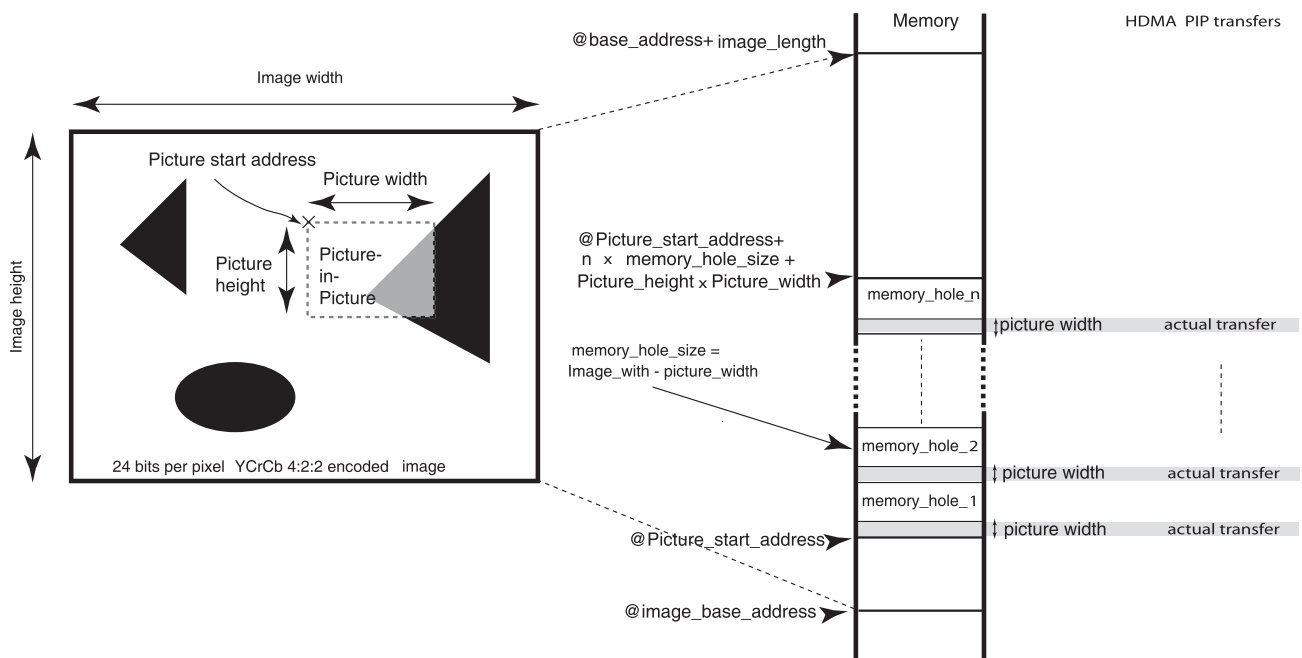 Memory
HDMA PIP transfers
@base_address+ image_length
Image width
Picture start address
Picture width
Image height
Picture height
Picture-
in-
Picture
24 bits per pixel YCrCb 4:2:2 encoded image
@Picture_start_address+
n x memory_hole_size +
Picture_height x Picture_width
memory_hole_n
picture width actual transfer
memory_hole_size =
Image_with - picture_width
memory_hole_2
picture width actual transfer
memory_hole_1
picture width actual transfer
@Picture_start_address
@image_base_address